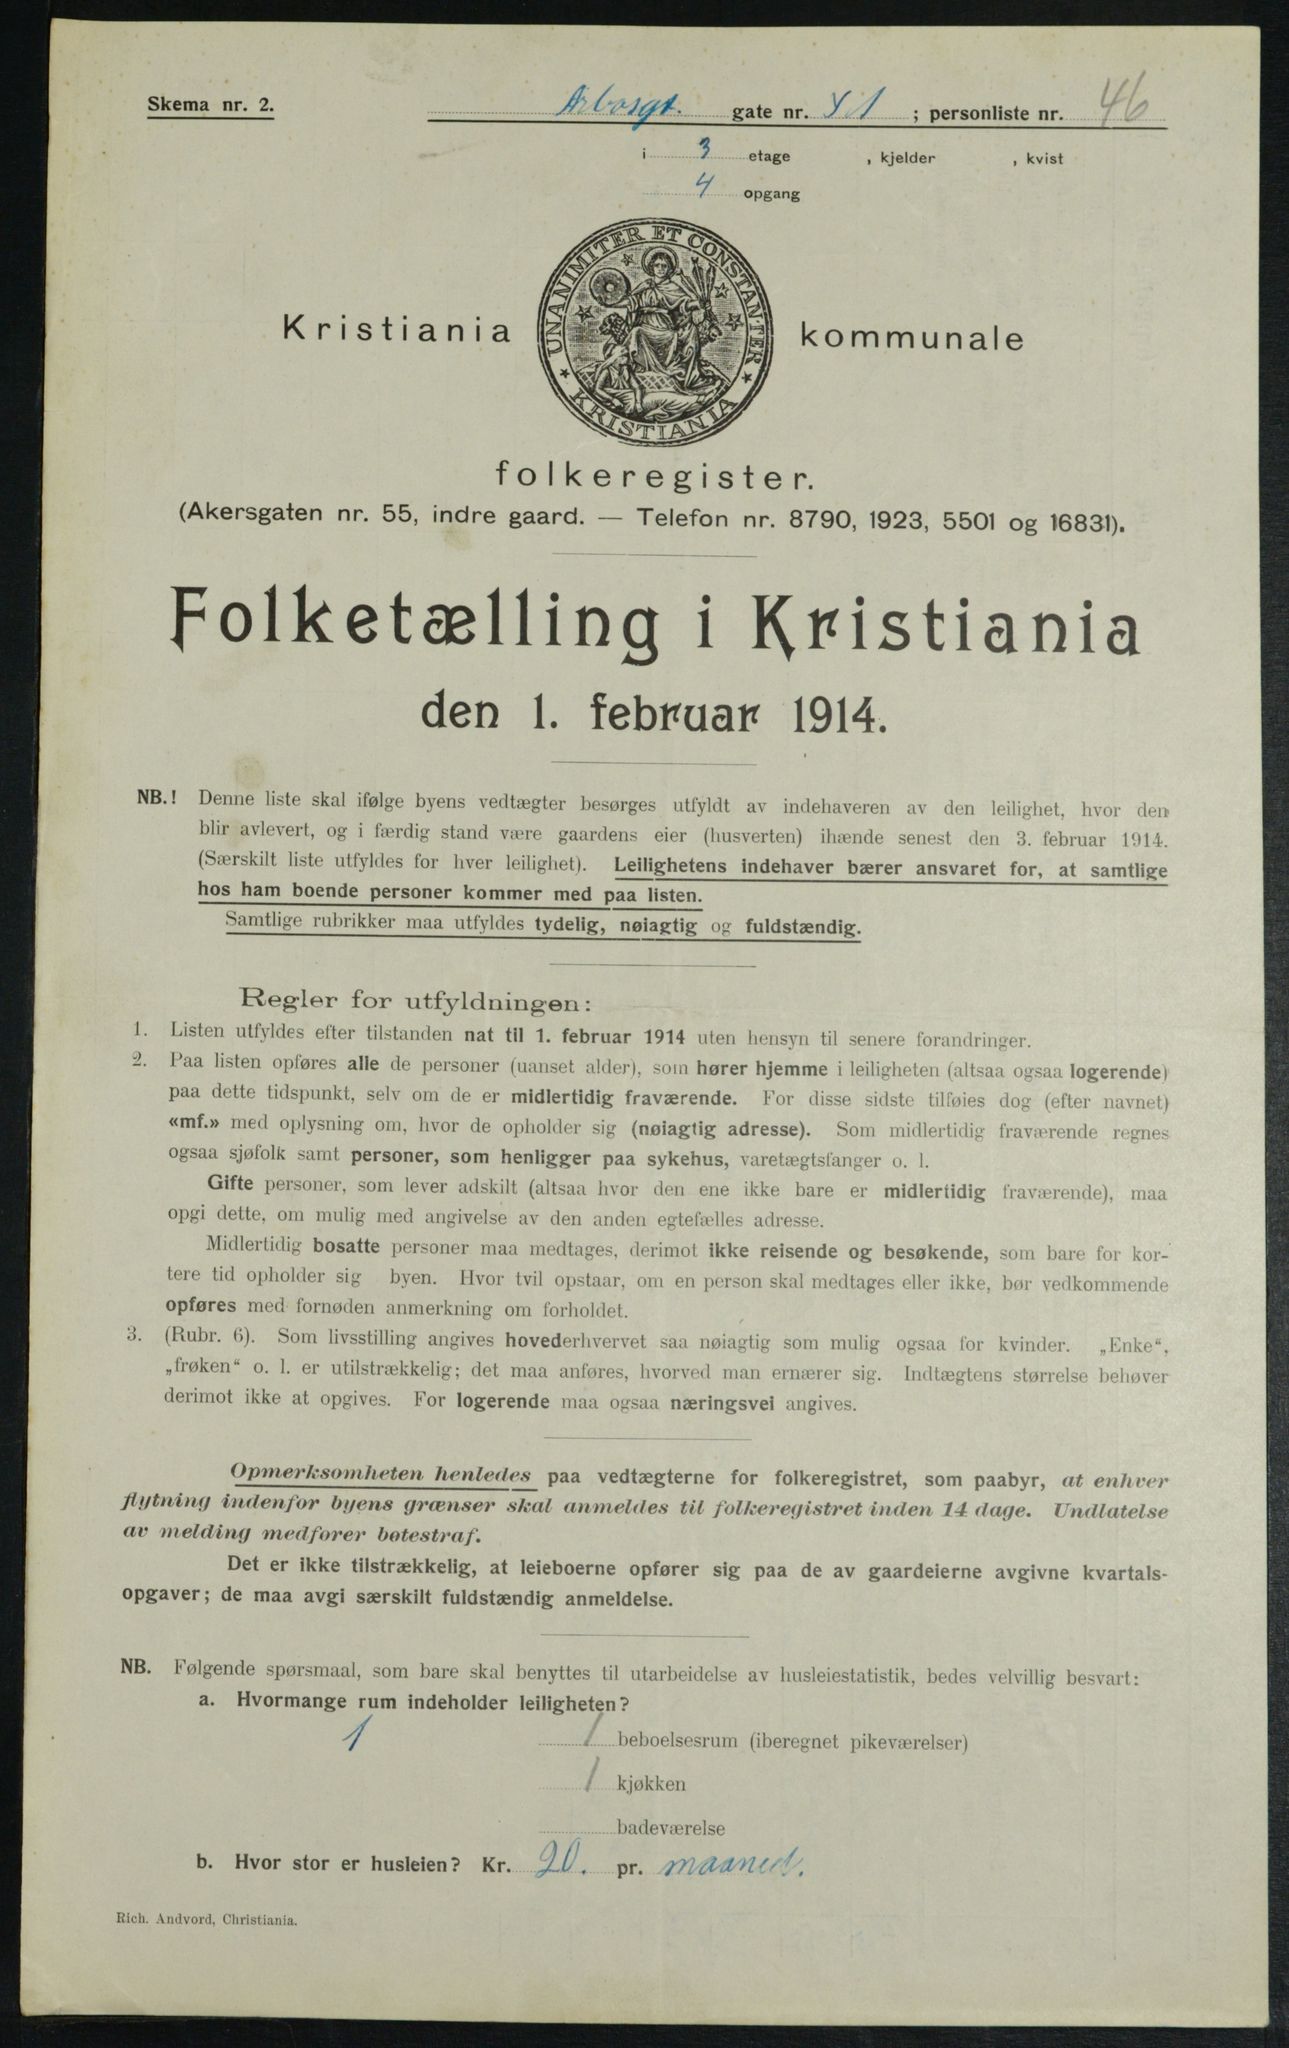 Skema nr. 2.
Arbosgt. gate nr. 41 ; personliste nr. 46
i 3 etage , kjelder , kvist
4 opgang
UNANIMITER ET CONSTANTER
KRISTIANIA
Kristiania kommunale
folkeregister.
(Akersgaten nr. 55, indre gaard. — Telefon nr. 8790, 1923, 5501 og 16831).
Folketælling i Kristiania
den 1. februar 1914.
NB.! Denne liste skal ifølge byens vedtægter besørges utfyldt av indehaveren av den leilighet, hvor den
blir avlevert, og i færdig stand være gaardens eier (husverten) ihænde senest den 3. februar 1914.
(Særskilt liste utfyldes for hver leilighet). Leilighetens indehaver bærer ansvaret for, at samtlige
hos ham boende personer kommer med paa listen.
Samtlige rubrikker maa utfyldes tydelig, nøiagtig og fuldstændig.
Regler for utfyldningen:
1. Listen utfyldes efter tilstanden nat til 1. februar 1914 uten hensyn til senere forandringer.
2. Paa listen opføres alle de personer (uanset alder), som hører hjemme i leiligheten (altsaa ogsaa logerende)
paa dette tidspunkt, selv om de er midlertidig fraværende. For disse sidste tilføies dog (efter navnet)
«mf.» med oplysning om, hvor de opholder sig (nøiagtig adresse). Som midlertidig fraværende regnes
ogsaa sjøfolk samt personer, som henligger paa sykehus, varetægtsfanger o. l.
Gifte personer, som lever adskilt (altsaa hvor den ene ikke bare er midlertidig fraværende), maa
opgi dette, om mulig med angivelse av den anden egtefælles adresse.
Midlertidig bosatte personer maa medtages, derimot ikke reisende og besøkende, som bare for kor-
tere tid opholder sig byen. Hvor tvil opstaar, om en person skal medtages eller ikke, bør vedkommende
opføres med fornøden anmerkning om forholdet.
3. (Rubr. 6). Som livsstilling angives hovederhvervet saa nøiagtig som mulig ogsaa for kvinder. „Enke“,
„frøken“ o. l. er utilstrækkelig; det maa anføres, hvorved man ernærer sig. Indtægtens størrelse behøver
derimot ikke at opgives. For logerende maa ogsaa næringsvei angives.
Opmerksomheten henledes paa vedtægterne for folkeregistret, som paabyr, at enhver
flytning indenfor byens grænser skal anmeldes til folkeregistret inden 14 dage. Undlatelse
av melding medfører bøtestraf.
Det er ikke tilstrækkelig, at leieboerne opfører sig paa de av gaardeierne avgivne kvartals-
opgaver; de maa avgi særskilt fuldstændig anmeldelse.
NB. Følgende spørsmaal, som bare skal benyttes til utarbeidelse av husleiestatistik, bedes velvillig besvart:
a. Hvormange rum indeholder leiligheten?
1 1 beboelsesrum (iberegnet pikeværelser)
1 kjøkken
badeværelse
b. Hvor stor er husleien? Kr. 20. pr. maaned.
Rich. Andvord, Christiania.